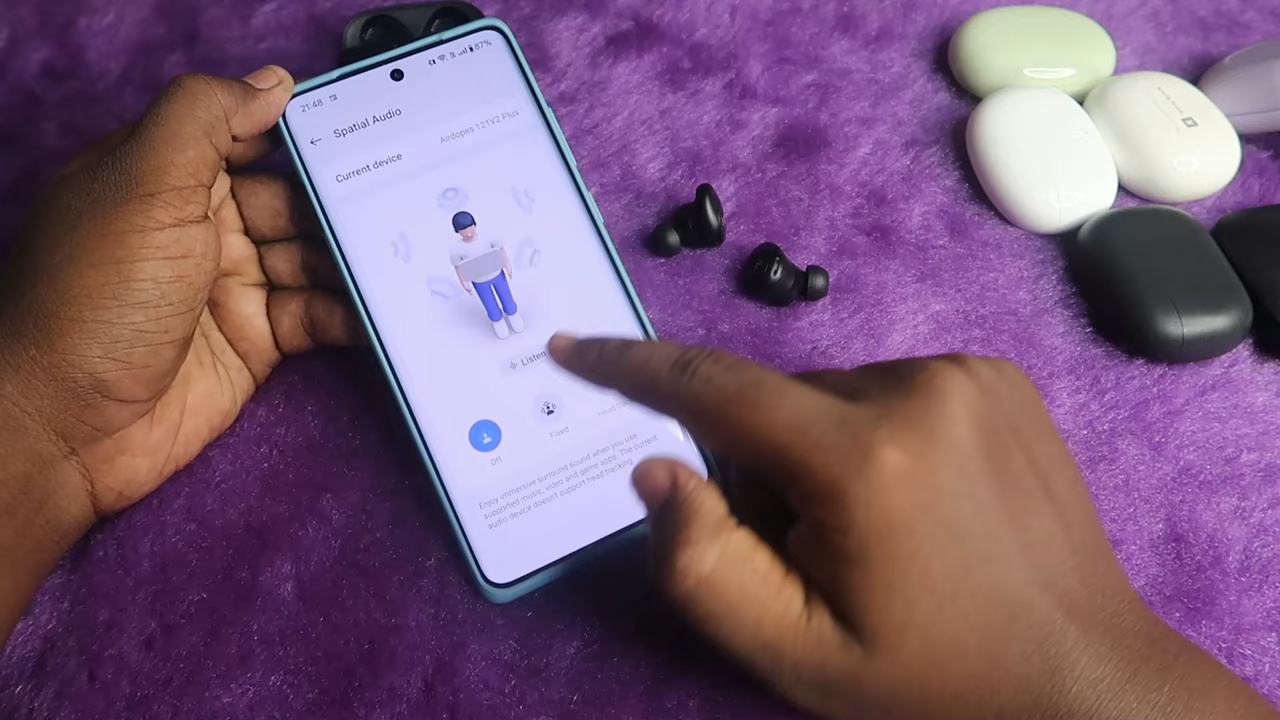 21:48
87%
Spatial Audio
Current device
Airdopes 121V2 Plus
Listen
Off
Fixed
Head
Enjoy immersive surround sound when you use
supported music, video and game apps. The current
audio device doesn't support head tracking